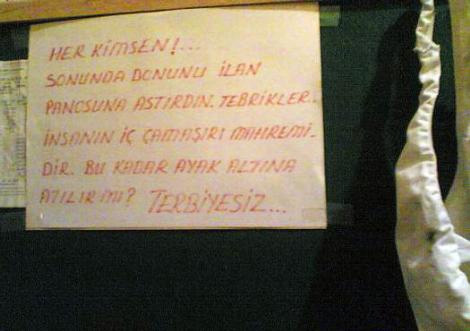 HER KİMSEN!...
SONUNDA DONUNU İLAN
PANOSUNA ASTIRDIN. TEBRİKLER..
İNSANIN İÇ ÇAMAŞIRI MAHREMİ-
DİR. BU KADAR AYAK ALTINA
ATILIR MI? TERBİYESİZ...